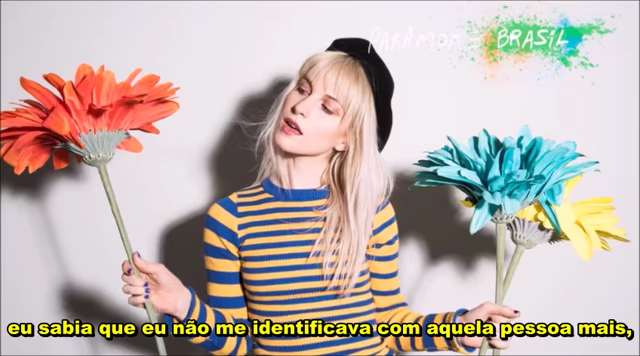 PARAMORE BRASIL
eu sabia que eu não me identificava com aquela pessoa mais,